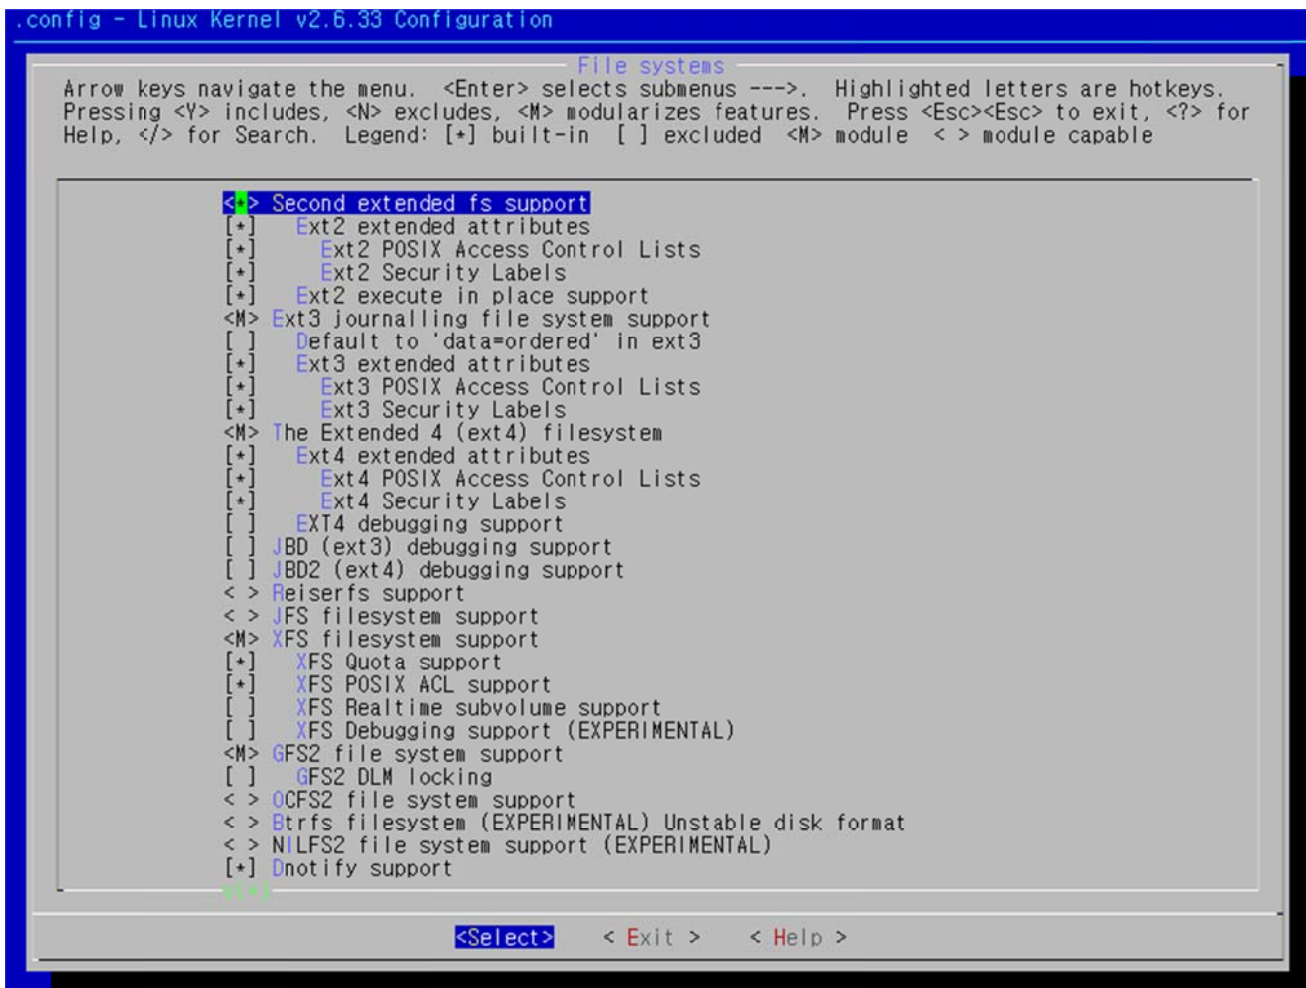 .config - Linux Kernel v2.6.33 Configuration
File systems
Arrow keys navigate the menu.  <Enter> selects submenus --->.  Highlighted letters are hotkeys.
Pressing <Y> includes, <N> excludes, <M> modularizes features.  Press <Esc><Esc> to exit, <?> for
Help, </> for Search.  Legend: [*] built-in  [ ] excluded  <M> module  < > module capable
<*> Second extended fs support
[*]   Ext2 extended attributes
[*]     Ext2 POSIX Access Control Lists
[*]     Ext2 Security Labels
[*]   Ext2 execute in place support
<M> Ext3 journalling file system support
[ ]   Default to 'data=ordered' in ext3
[*]   Ext3 extended attributes
[*]     Ext3 POSIX Access Control Lists
[*]     Ext3 Security Labels
<M> The Extended 4 (ext4) filesystem
[*]   Ext4 extended attributes
[*]     Ext4 POSIX Access Control Lists
[*]     Ext4 Security Labels
[ ]   EXT4 debugging support
[ ] JBD (ext3) debugging support
[ ] JBD2 (ext4) debugging support
< > Reiserfs support
< > JFS filesystem support
<M> XFS filesystem support
[*]   XFS Quota support
[*]   XFS POSIX ACL support
[ ]   XFS Realtime subvolume support
[ ]   XFS Debugging support (EXPERIMENTAL)
<M> GFS2 file system support
[ ]   GFS2 DLM locking
< > OCFS2 file system support
< > Btrfs filesystem (EXPERIMENTAL) Unstable disk format
< > NILFS2 file system support (EXPERIMENTAL)
[*] Dnotify support
v(+)
<Select>    < Exit >    < Help >